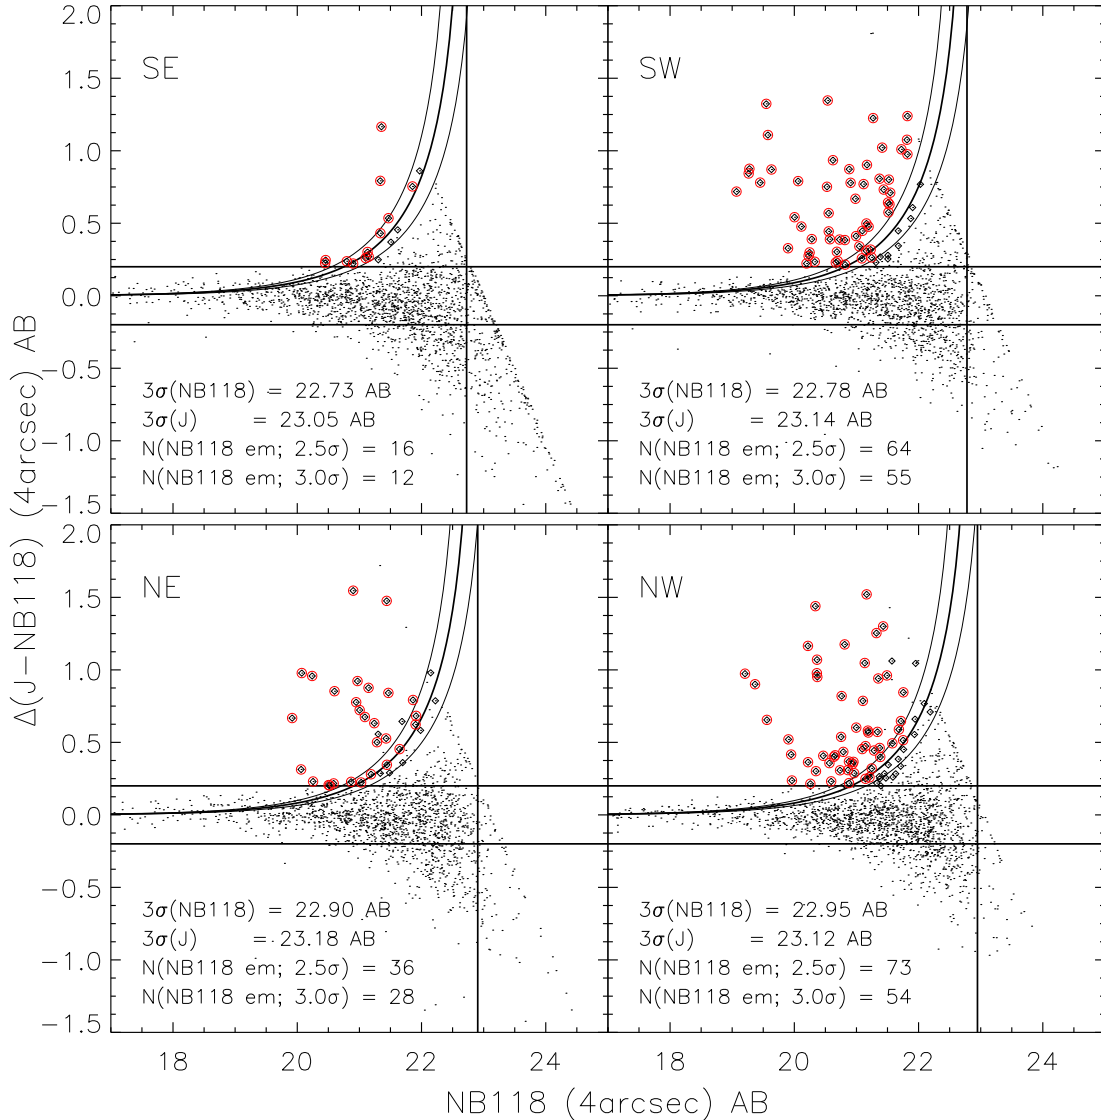 2.0
1.5
1.0
0.5
0.0
−0.5
−1.0
−1.5
SE
3σ(NB118) = 22.73 AB
3σ(J) = 23.05 AB
N(NB118 em; 2.5σ) = 16
N(NB118 em; 3.0σ) = 12
SW
3σ(NB118) = 22.78 AB
3σ(J) = 23.14 AB
N(NB118 em; 2.5σ) = 64
N(NB118 em; 3.0σ) = 55
Δ(J−NB118) (4arcsec) AB
2.0
1.5
1.0
0.5
0.0
−0.5
−1.0
−1.5
NE
3σ(NB118) = 22.90 AB
3σ(J) = 23.18 AB
N(NB118 em; 2.5σ) = 36
N(NB118 em; 3.0σ) = 28
NW
3σ(NB118) = 22.95 AB
3σ(J) = 23.12 AB
N(NB118 em; 2.5σ) = 73
N(NB118 em; 3.0σ) = 54
18 20 22 24 18 20 22 24
NB118 (4arcsec) AB